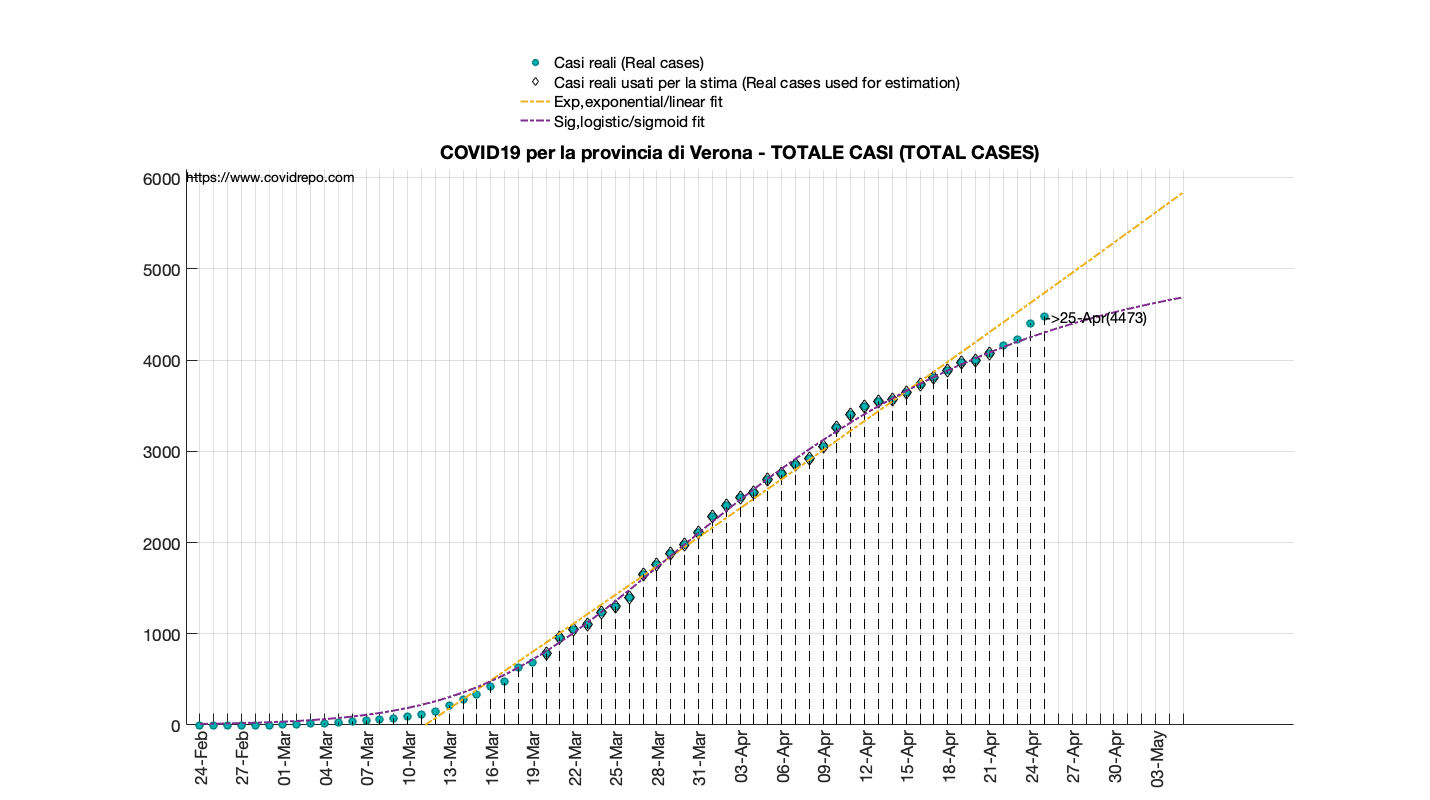 Casi reali (Real cases)
Casi reali usati per la stima (Real cases used for estimation)
Exp,exponential/linear fit
Sig,logistic/sigmoid fit
COVID19 per la provincia di Verona - TOTALE CASI (TOTAL CASES)
https://www.covidrepo.com
6000
5000
4000
3000
2000
1000
0
->25-Apr(4473)
24-Feb
27-Feb
01-Mar
04-Mar
07-Mar
10-Mar
13-Mar
16-Mar
19-Mar
22-Mar
25-Mar
28-Mar
31-Mar
03-Apr
06-Apr
09-Apr
12-Apr
15-Apr
18-Apr
21-Apr
24-Apr
27-Apr
30-Apr
03-May